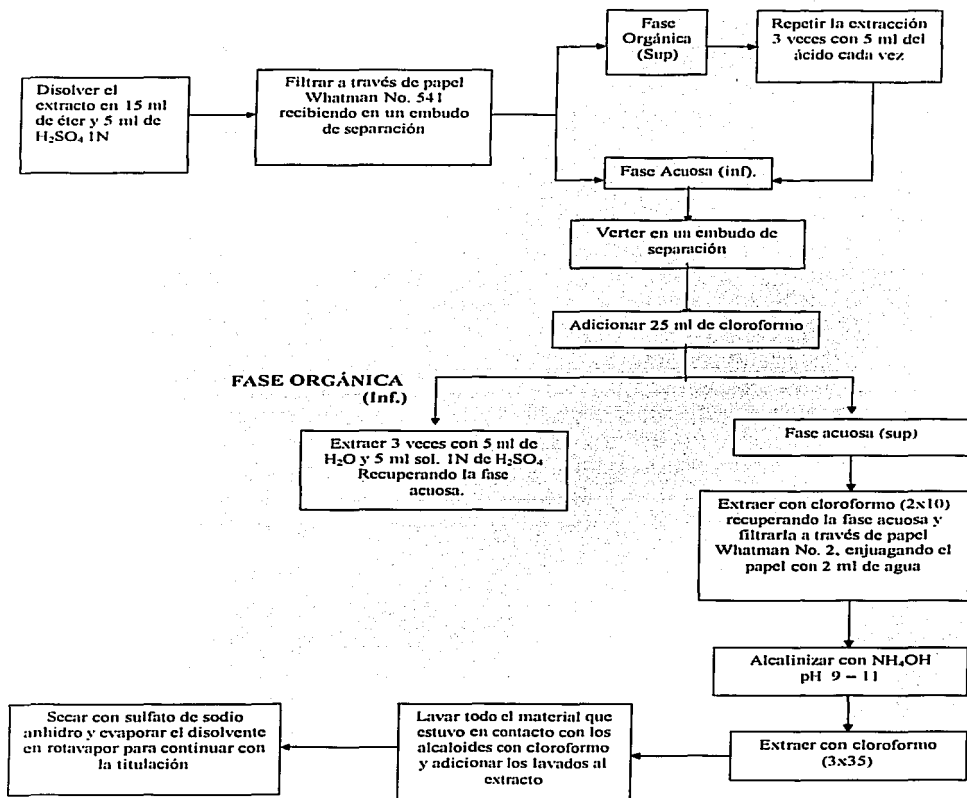 Disolver el
extracto en 15 ml
de éter y 5 ml de
H₂SO₄ 1N
Filtrar a través de papel
Whatman No. 541
recibiendo en un embudo
de separación
Fase
Orgánica
(Sup)
Repetir la extracción
3 veces con 5 ml del
ácido cada vez
Fase Acuosa (inf).
Verter en un embudo de
separación
Adicionar 25 ml de cloroformo
FASE ORGÁNICA
(Inf.)
Extraer 3 veces con 5 ml de
H₂O y 5 ml sol. 1N de H₂SO₄
Recuperando la fase
acuosa.
Fase acuosa (sup)
Extraer con cloroformo (2x10)
recuperando la fase acuosa y
filtrarla a través de papel
Whatman No. 2, enjuagando el
papel con 2 ml de agua
Alcalinizar con NH₄OH
pH 9 – 11
Extraer con cloroformo
(3x35)
Lavar todo el material que
estuvo en contacto con los
alcaloides con cloroformo
y adicionar los lavados al
extracto
Secar con sulfato de sodio
anhidro y evaporar el disolvente
en rotavapor para continuar con
la titulación